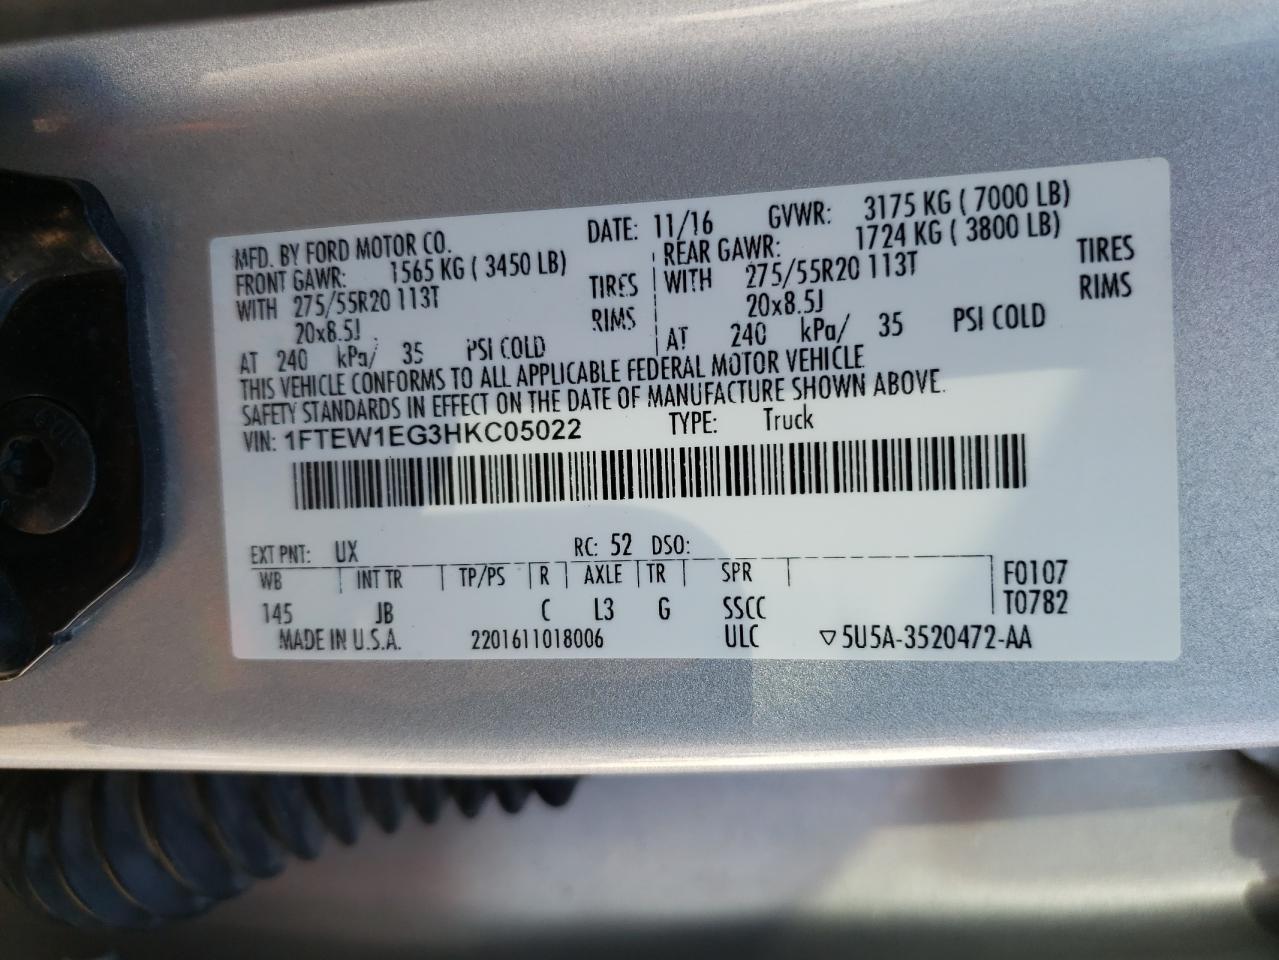 MFD. BY FORD MOTOR CO. DATE: 11/16 GVWR: 3175 KG ( 7000 LB)
FRONT GAWR: 1565 KG ( 3450 LB) REAR GAWR: 1724 KG ( 3800 LB)
WITH 275/55R20 113T TIRES WITH 275/55R20 113T TIRES
20x8.5J RIMS 20x8.5J RIMS
AT 240 kPa/ 35 PSI COLD AT 240 kPa/ 35 PSI COLD
THIS VEHICLE CONFORMS TO ALL APPLICABLE FEDERAL MOTOR VEHICLE
SAFETY STANDARDS IN EFFECT ON THE DATE OF MANUFACTURE SHOWN ABOVE.
VIN: 1FTEW1EG3HKC05022 TYPE: Truck
EXT PNT: UX RC: 52 DSO:
WB INT TR TP/PS R AXLE TR SPR F0107
145 JB C L3 G SSCC T0782
MADE IN U.S.A. 2201611018006 ULC ▽5U5A-3520472-AA